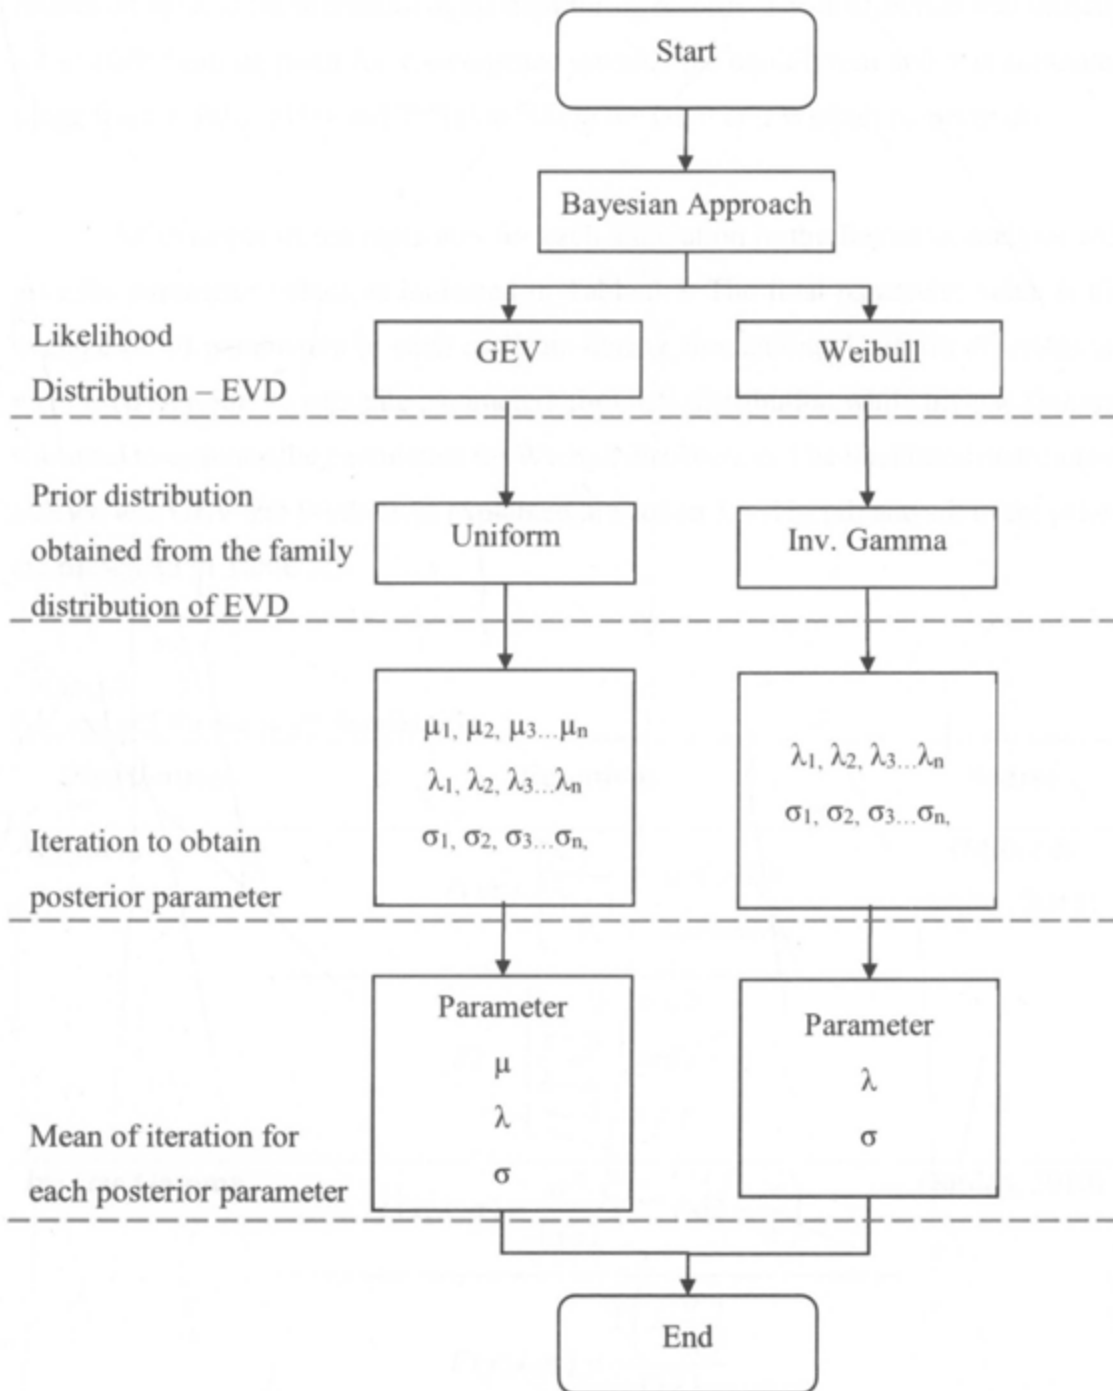 Start
Bayesian Approach
Likelihood
Distribution – EVD
GEV
Weibull
Prior distribution
obtained from the family
distribution of EVD
Uniform
Inv. Gamma
Iteration to obtain
posterior parameter
μ1, μ2, μ3...μn
λ1, λ2, λ3...λn
σ1, σ2, σ3...σn,
λ1, λ2, λ3...λn
σ1, σ2, σ3...σn,
Mean of iteration for
each posterior parameter
Parameter
μ
λ
σ
Parameter
λ
σ
End